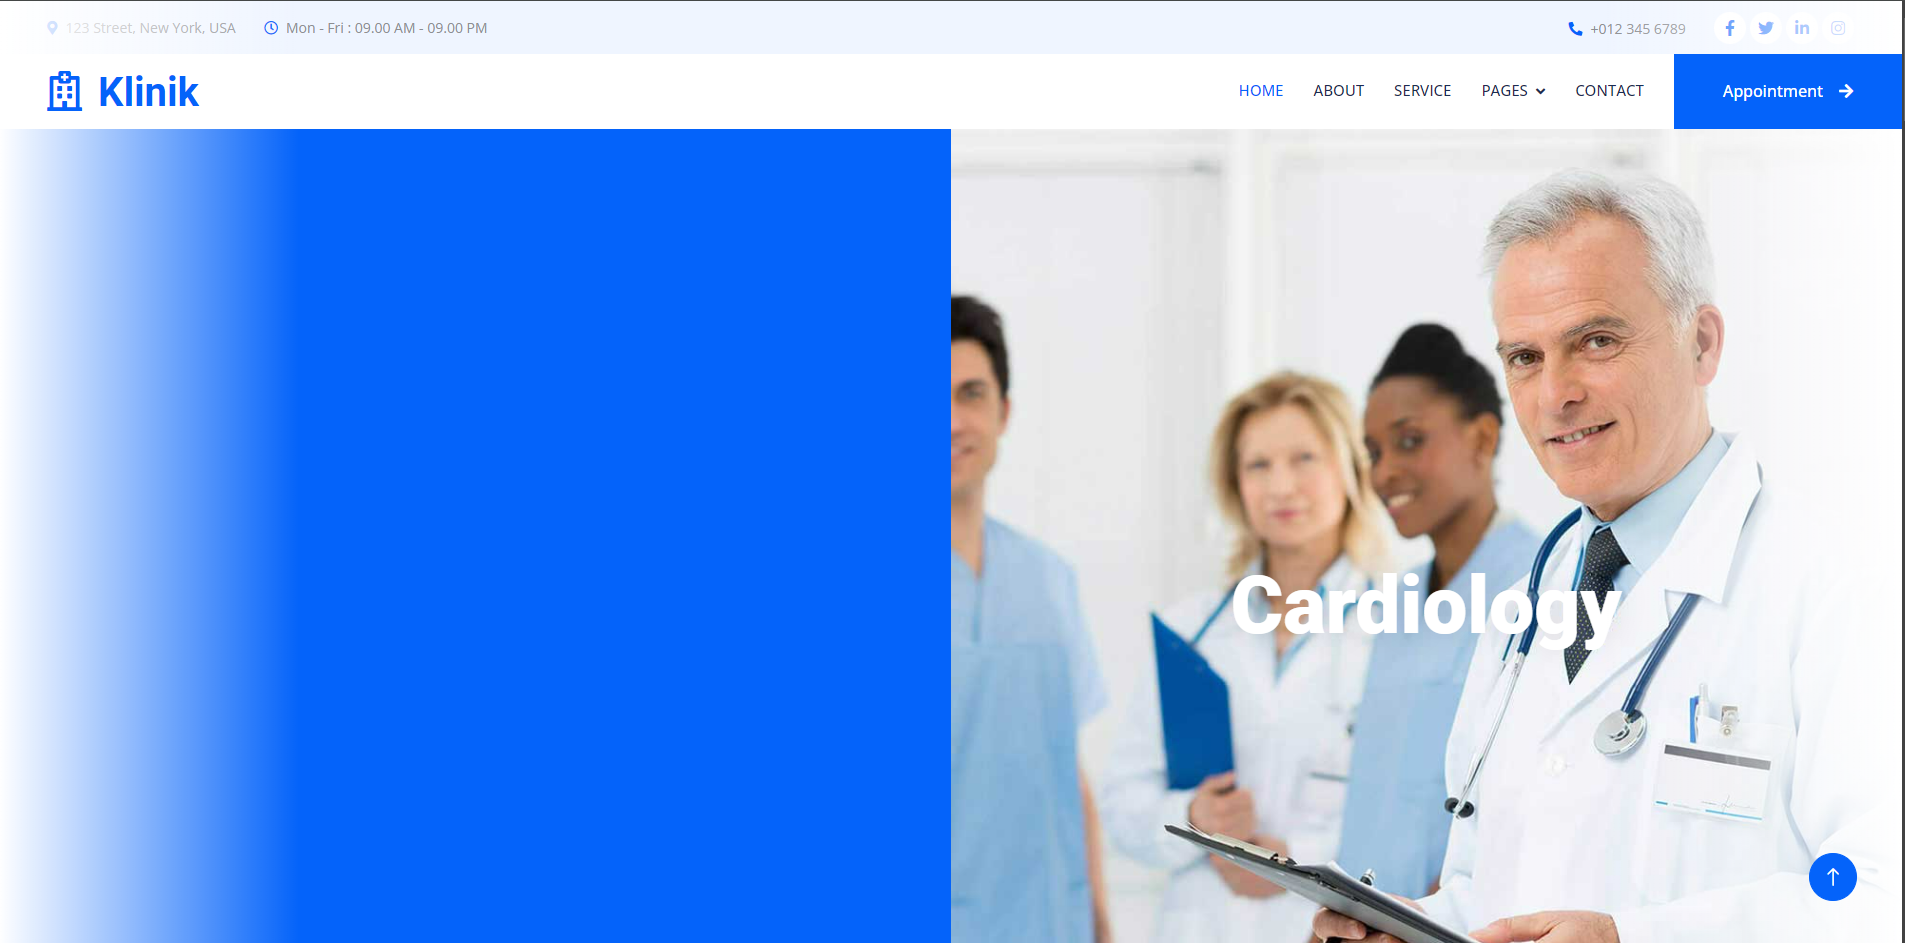 123 Street, New York, USA
Mon - Fri : 09.00 AM - 09.00 PM
+012 345 6789
Klinik
HOME
ABOUT
SERVICE
PAGES
CONTACT
Appointment
Cardiology